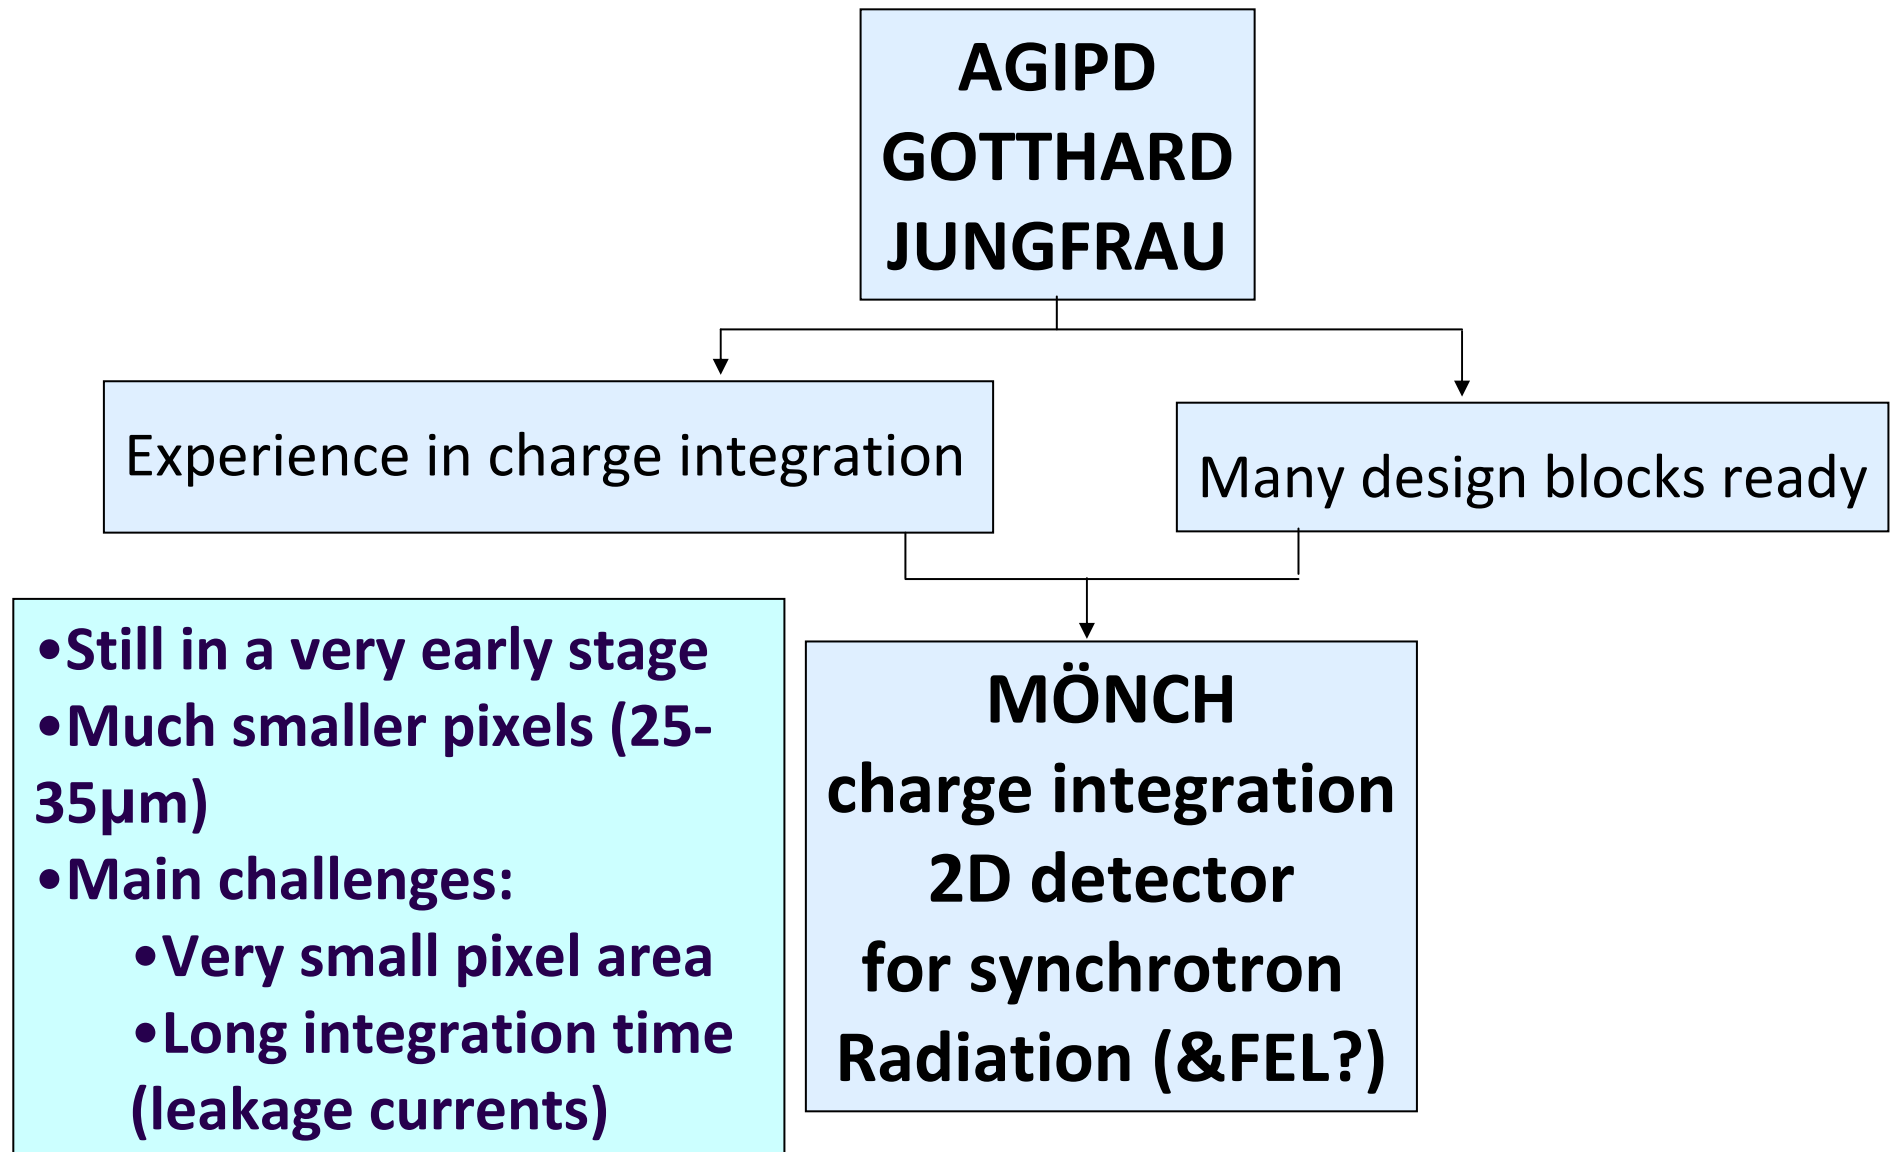 AGIPD
GOTTHARD
JUNGFRAU
Experience in charge integration
Many design blocks ready
•Still in a very early stage
•Much smaller pixels (25-
35µm)
•Main challenges:
•Very small pixel area
•Long integration time
(leakage currents)
MÖNCH
charge integration
2D detector
for synchrotron
Radiation (&FEL?)